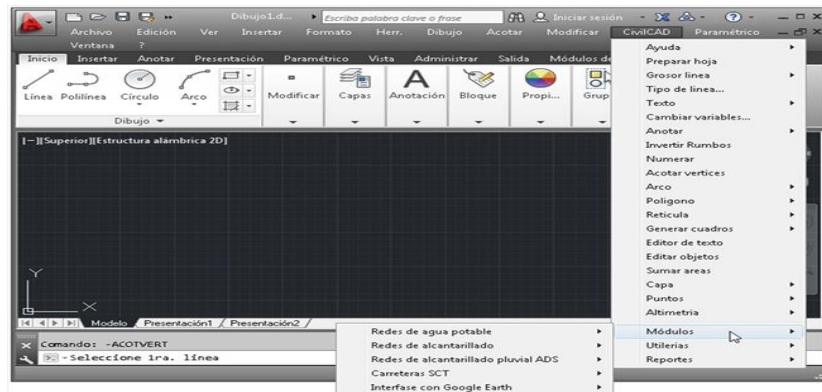 Dibujo1.d... Escriba palabra clave o frase Iniciar sesión
Archivo Edición Ver Insertar Formato Herr. Dibujo Acotar Modificar CivilCAD Paramétrico
Ventana ?
Inicio Insertar Anotar Presentación Paramétrico Vista Administrar Salida Módulos de
Línea Polilínea Círculo Arco Modificar Capas Anotación Bloque Propi... Grup
Dibujo
[−][Superior][Estructura alámbrica 2D]
Ayuda
Preparar hoja
Grosor linea
Tipo de linea...
Texto
Cambiar variables...
Anotar
Invertir Rumbos
Numerar
Acotar vertices
Arco
Poligono
Reticula
Generar cuadros
Editor de texto
Editar objetos
Sumar areas
Capa
Puntos
Altimetria
Módulos
Utilerias
Reportes
Y
X
Modelo Presentación1 Presentación2
Comando: -ACOTVERT
-Seleccione 1ra. línea
Redes de agua potable
Redes de alcantarillado
Redes de alcantarillado pluvial ADS
Carreteras SCT
Interfase con Google Earth